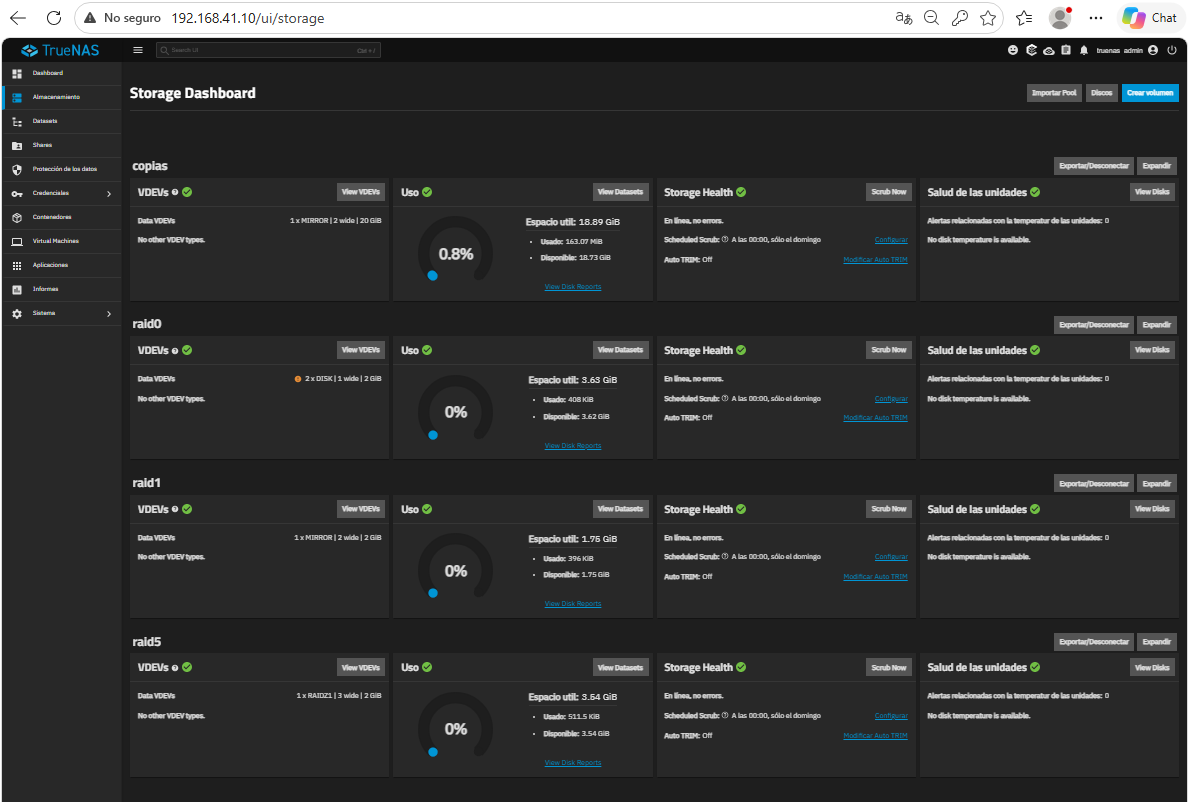 No seguro 192.168.41.10/ui/storage Chat
TrueNAS Search UI Ctrl + / truenas_admin
Dashboard
Almacenamiento
Datasets
Shares
Protección de los datos
Credenciales
Contenedores
Virtual Machines
Aplicaciones
Informes
Sistema
Storage Dashboard Importar Pool Discos Crear volumen
copias Exportar/Desconectar Expandir
VDEVs View VDEVs
Data VDEVs 1 x MIRROR | 2 wide | 20 GiB
No other VDEV types.
Uso View Datasets
0.8%
Espacio util: 18.89 GiB
Usado: 163.07 MiB
Disponible: 18.73 GiB
View Disk Reports
Storage Health Scrub Now
En línea, no errores.
Scheduled Scrub: A las 00:00, sólo el domingo Configurar
Auto TRIM: Off Modificar Auto TRIM
Salud de las unidades View Disks
Alertas relacionadas con la temperatur de las unidades: 0
No disk temperature is available.
raid0 Exportar/Desconectar Expandir
VDEVs View VDEVs
Data VDEVs 2 x DISK | 1 wide | 2 GiB
No other VDEV types.
Uso View Datasets
0%
Espacio util: 3.63 GiB
Usado: 408 KiB
Disponible: 3.62 GiB
View Disk Reports
Storage Health Scrub Now
En línea, no errores.
Scheduled Scrub: A las 00:00, sólo el domingo Configurar
Auto TRIM: Off Modificar Auto TRIM
Salud de las unidades View Disks
Alertas relacionadas con la temperatur de las unidades: 0
No disk temperature is available.
raid1 Exportar/Desconectar Expandir
VDEVs View VDEVs
Data VDEVs 1 x MIRROR | 2 wide | 2 GiB
No other VDEV types.
Uso View Datasets
0%
Espacio util: 1.75 GiB
Usado: 396 KiB
Disponible: 1.75 GiB
View Disk Reports
Storage Health Scrub Now
En línea, no errores.
Scheduled Scrub: A las 00:00, sólo el domingo Configurar
Auto TRIM: Off Modificar Auto TRIM
Salud de las unidades View Disks
Alertas relacionadas con la temperatur de las unidades: 0
No disk temperature is available.
raid5 Exportar/Desconectar Expandir
VDEVs View VDEVs
Data VDEVs 1 x RAIDZ1 | 3 wide | 2 GiB
No other VDEV types.
Uso View Datasets
0%
Espacio util: 3.54 GiB
Usado: 511.5 KiB
Disponible: 3.54 GiB
View Disk Reports
Storage Health Scrub Now
En línea, no errores.
Scheduled Scrub: A las 00:00, sólo el domingo Configurar
Auto TRIM: Off Modificar Auto TRIM
Salud de las unidades View Disks
Alertas relacionadas con la temperatur de las unidades: 0
No disk temperature is available.